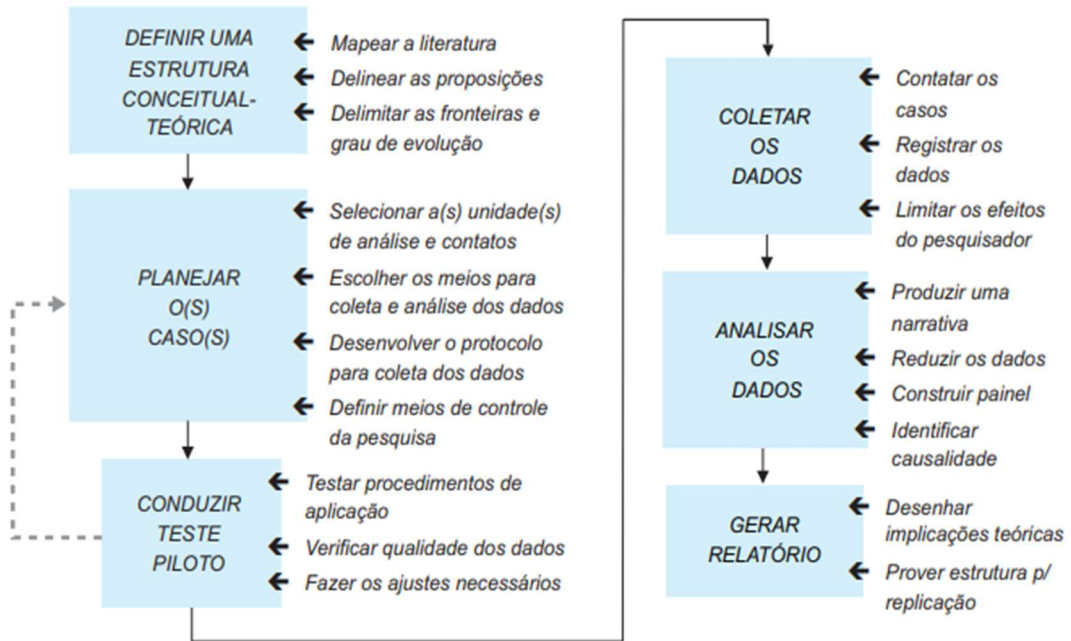 DEFINIR UMA
ESTRUTURA
CONCEITUAL-
TEÓRICA
Mapear a literatura
Delinear as proposições
Delimitar as fronteiras e
grau de evolução
PLANEJAR
O(S)
CASO(S)
Selecionar a(s) unidade(s)
de análise e contatos
Escolher os meios para
coleta e análise dos dados
Desenvolver o protocolo
para coleta dos dados
Definir meios de controle
da pesquisa
CONDUZIR
TESTE
PILOTO
Testar procedimentos de
aplicação
Verificar qualidade dos dados
Fazer os ajustes necessários
COLETAR
OS
DADOS
Contatar os
casos
Registrar os
dados
Limitar os efeitos
do pesquisador
ANALISAR
OS
DADOS
Produzir uma
narrativa
Reduzir os dados
Construir painel
Identificar
causalidade
GERAR
RELATÓRIO
Desenhar
implicações teóricas
Prover estrutura p/
replicação